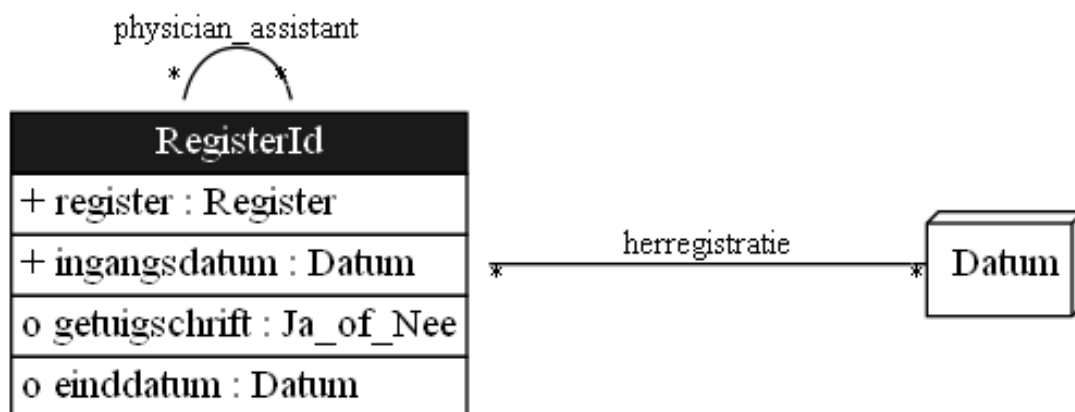 physician_assistant
* *
RegisterId
+ register : Register
+ ingangsdatum : Datum
o getuigschrift : Ja_of_Nee
o einddatum : Datum
herregistratie
* *
Datum